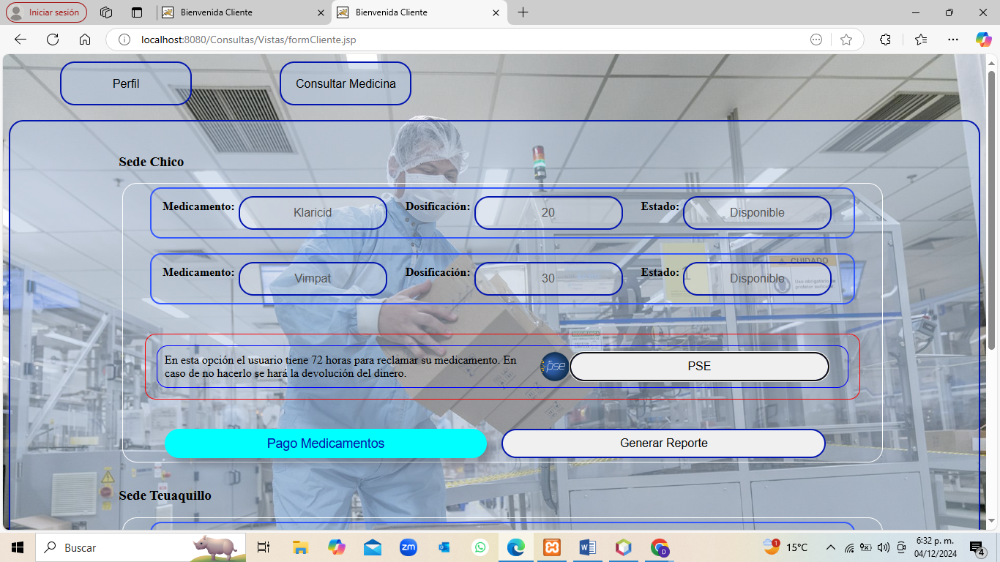 Iniciar sesión
Bienvenida Cliente
Bienvenida Cliente
localhost:8080/Consultas/Vistas/formCliente.jsp
Perfil
Consultar Medicina
Sede Chico
Medicamento: Klaricid Dosificación: 20 Estado: Disponible
Medicamento: Vimpat Dosificación: 30 Estado: Disponible
CUIDADO
En esta opción el usuario tiene 72 horas para reclamar su medicamento. En
caso de no hacerlo se hará la devolución del dinero.
pse
PSE
Pago Medicamentos
Generar Reporte
Sede Teuaquillo
Buscar
zm
W
D
1
15°C
6:32 p. m.
04/12/2024
4